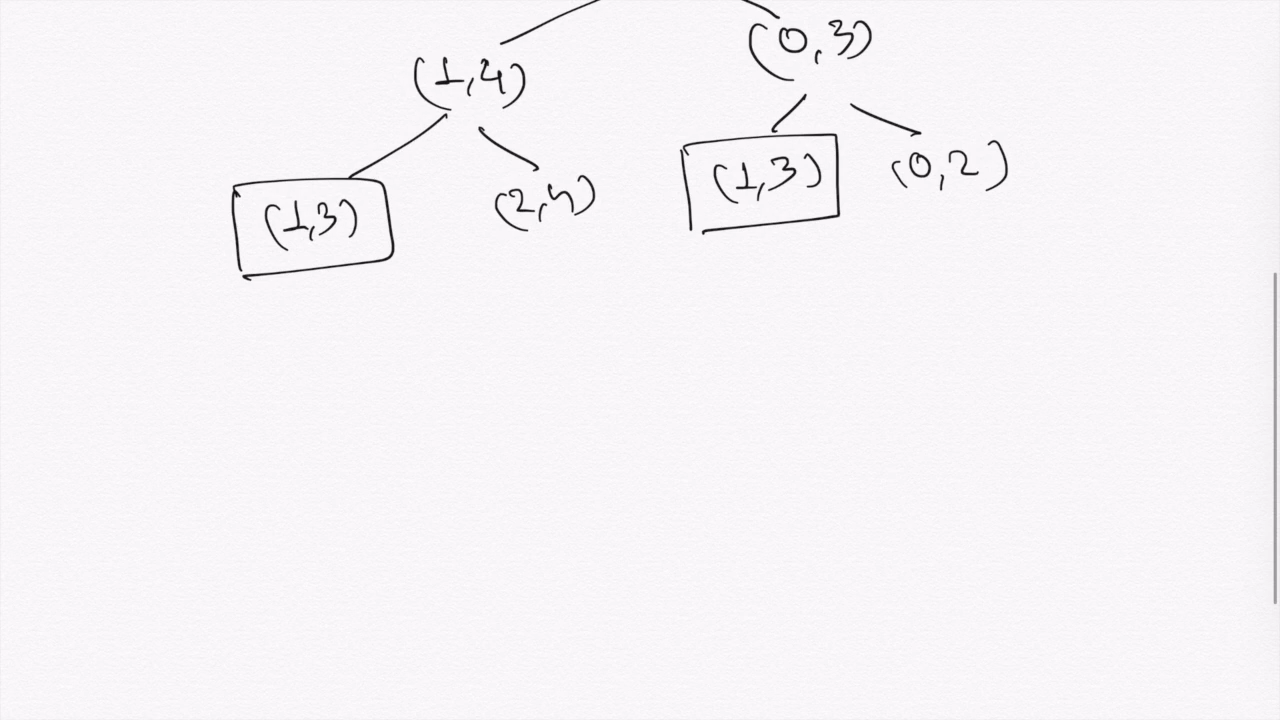 (1,4) (0,3)
(1,3) (2,4) (1,3) (0,2)